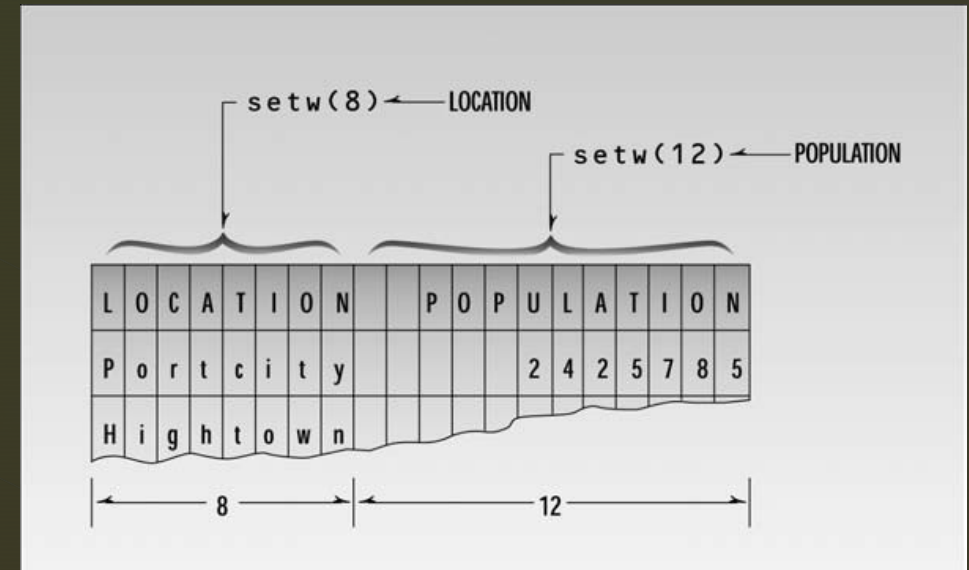 setw(8) LOCATION
setw(12) POPULATION
LOCATION POPULATION
Portcity 2425785
Hightown
8 12